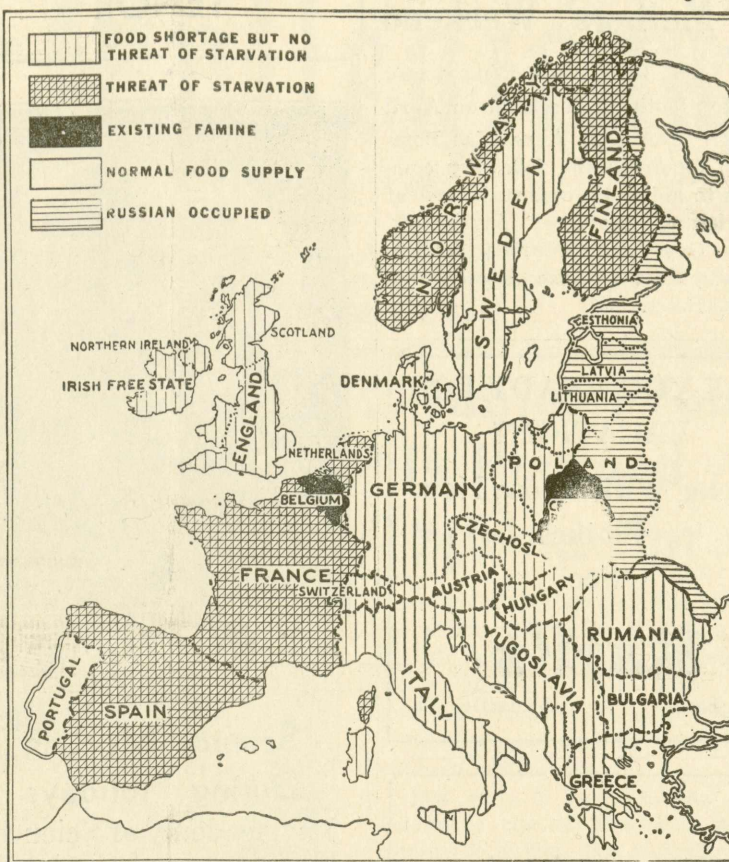 FOOD SHORTAGE BUT NO
THREAT OF STARVATION
THREAT OF STARVATION
EXISTING FAMINE
NORMAL FOOD SUPPLY
RUSSIAN OCCUPIED
NORWAY
SWEDEN
FINLAND
SCOTLAND
NORTHERN IRELAND
IRISH FREE STATE
ENGLAND
DENMARK
ESTHONIA
LATVIA
LITHUANIA
NETHERLANDS
BELGIUM
GERMANY
POLAND
CZECHOSL.
FRANCE
SWITZERLAND
AUSTRIA
HUNGARY
RUMANIA
YUGOSLAVIA
ITALY
BULGARIA
PORTUGAL
SPAIN
GREECE